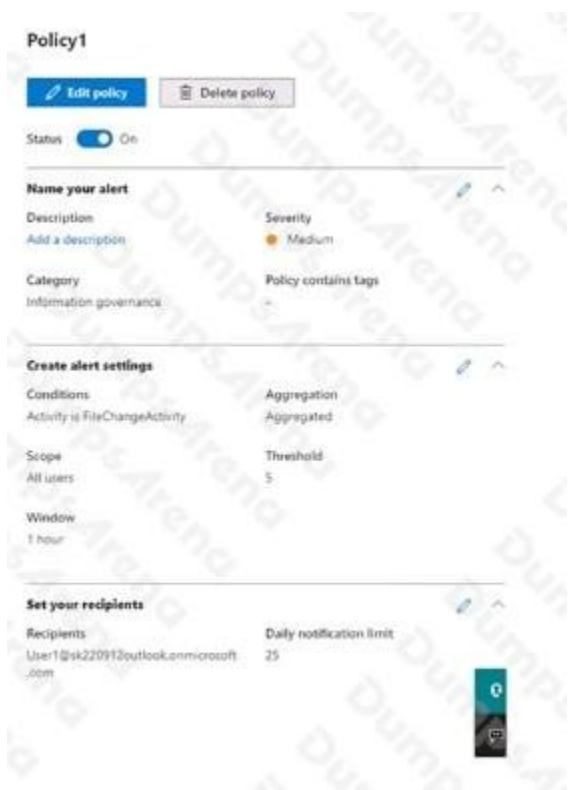 Policy1
Edit policy
Delete policy
Status
On
Name your alert
Description
Severity
Add a description
Medium
Category
Policy contains tags
Information governance
-
Create alert settings
Conditions
Aggregation
Activity is FileChangeActivity
Aggregated
Scope
Threshold
All users
5
Window
1 hour
Set your recipients
Recipients
Daily notification limit
User1@sk220912outlook.onmicrosoft
25
.com
DumpsArena